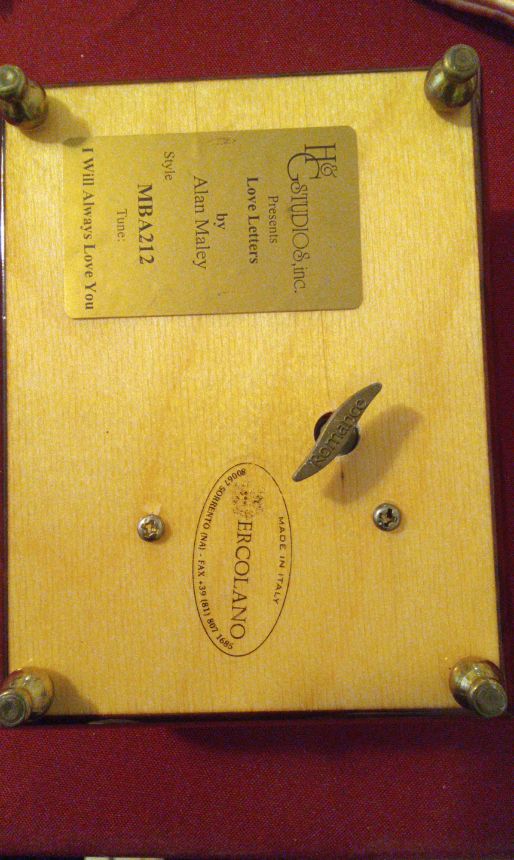 H&G STUDIOS, inc.
Presents
Love Letters
by
Alan Maley
Style
MBA212
Tune:
I Will Always Love You
Romance
MADE IN ITALY
ERCOLANO
80067 SORRENTO (NA) - FAX +39 (81) 807 1685